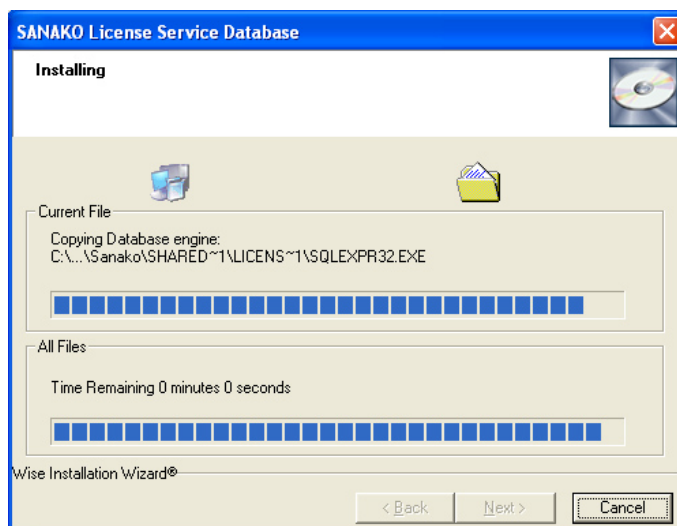 SANAKO License Service Database
Installing
Current File
Copying Database engine:
C:\...\Sanako\SHARED~1\LICENS~1\SQLEXPR32.EXE
All Files
Time Remaining 0 minutes 0 seconds
Wise Installation Wizard®
< Back Next > Cancel